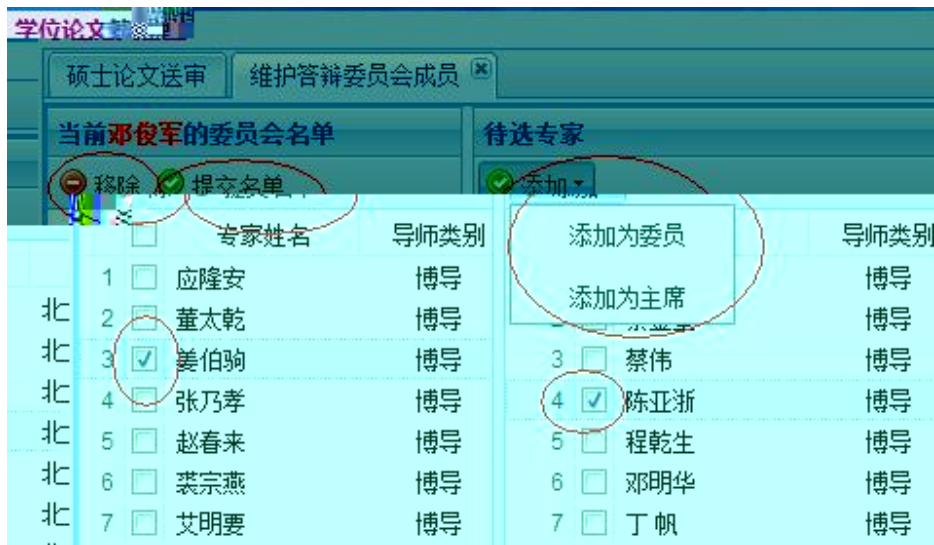 学位论文
硕士论文送审 维护答辩委员会成员
当前邓俊军的委员会名单 待选专家
移除 提交名单 添加
专家姓名 导师类别 添加为委员 导师类别
1 应隆安 博导 博导
添加为主席
北 2 董太乾 博导 博导
北 3 姜伯驹 博导 3 蔡伟 博导
北 4 张乃孝 博导 4 陈亚浙 博导
北 5 赵春来 博导 5 程乾生 博导
北 6 裘宗燕 博导 6 邓明华 博导
北 7 艾明要 博导 7 丁帆 博导